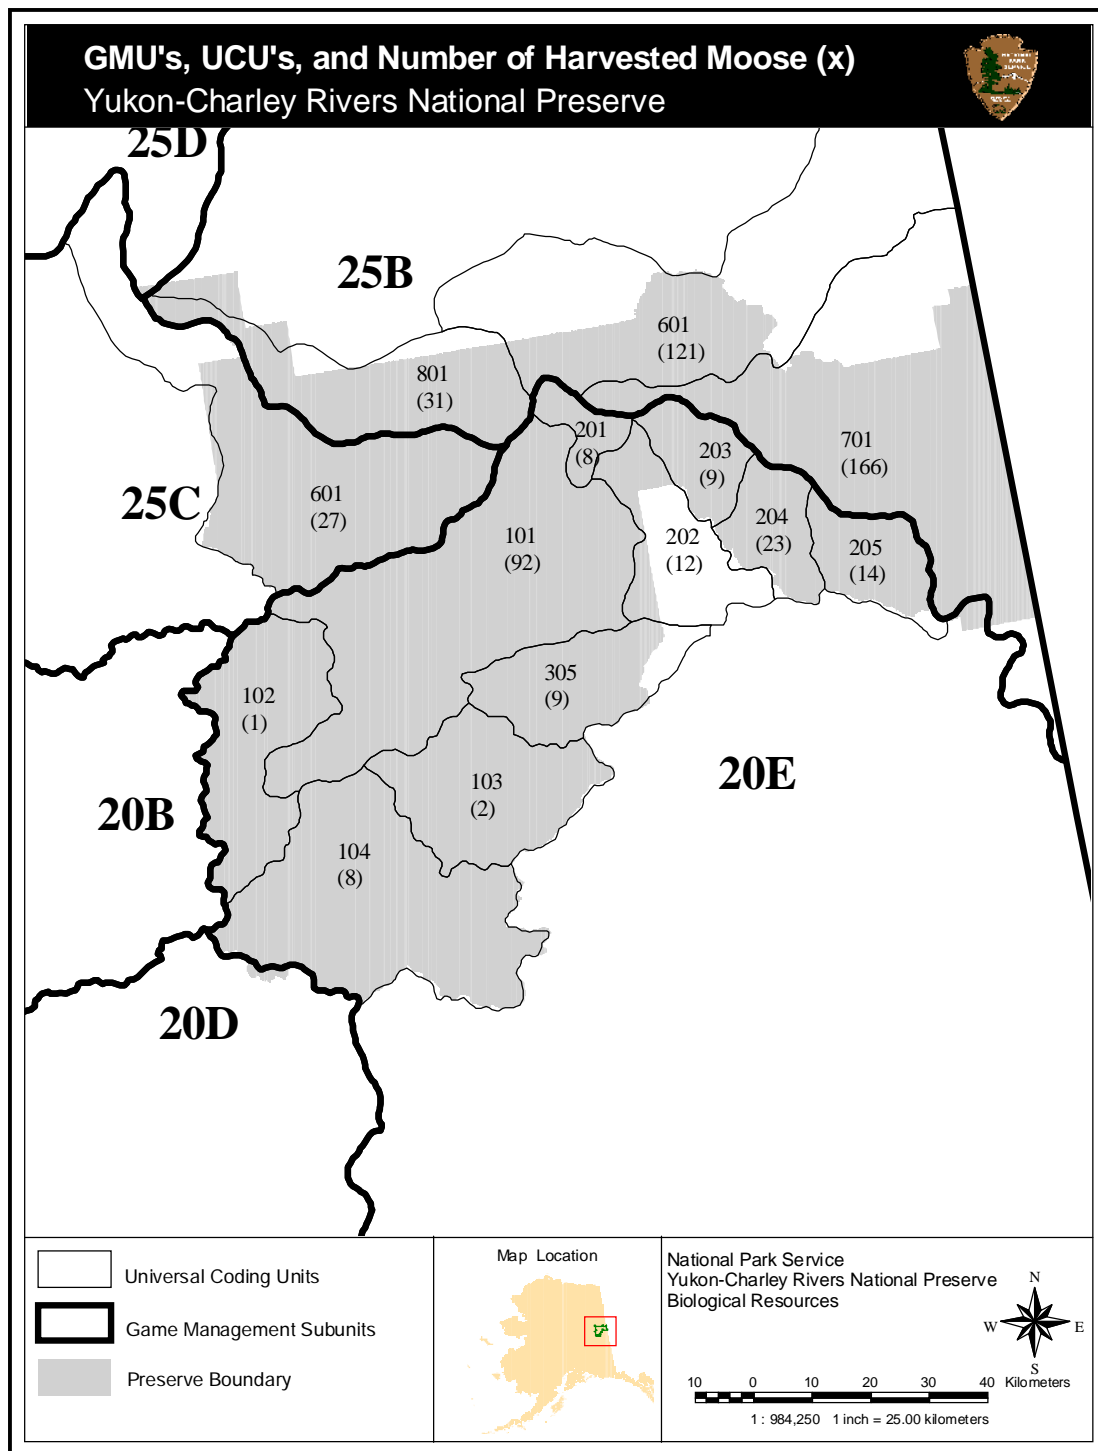 GMU's, UCU's, and Number of Harvested Moose (x)
Yukon-Charley Rivers National Preserve
25D
25B
601
(121)
801
(31)
201
(8)
203
(9)
701
(166)
25C
601
(27)
101
(92)
202
(12)
204
(23)
205
(14)
102
(1)
305
(9)
20B
103
(2)
20E
104
(8)
20D
Universal Coding Units
Game Management Subunits
Preserve Boundary
Map Location
National Park Service
Yukon-Charley Rivers National Preserve
Biological Resources
N
W E
S
10 0 10 20 30 40 Kilometers
1 : 984,250 1 inch = 25.00 kilometers